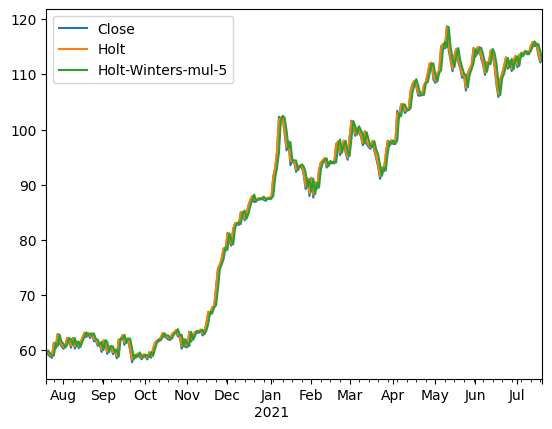 Close
Holt
Holt-Winters-mul-5
120
110
100
90
80
70
60
Aug Sep Oct Nov Dec Jan Feb Mar Apr May Jun Jul
2021